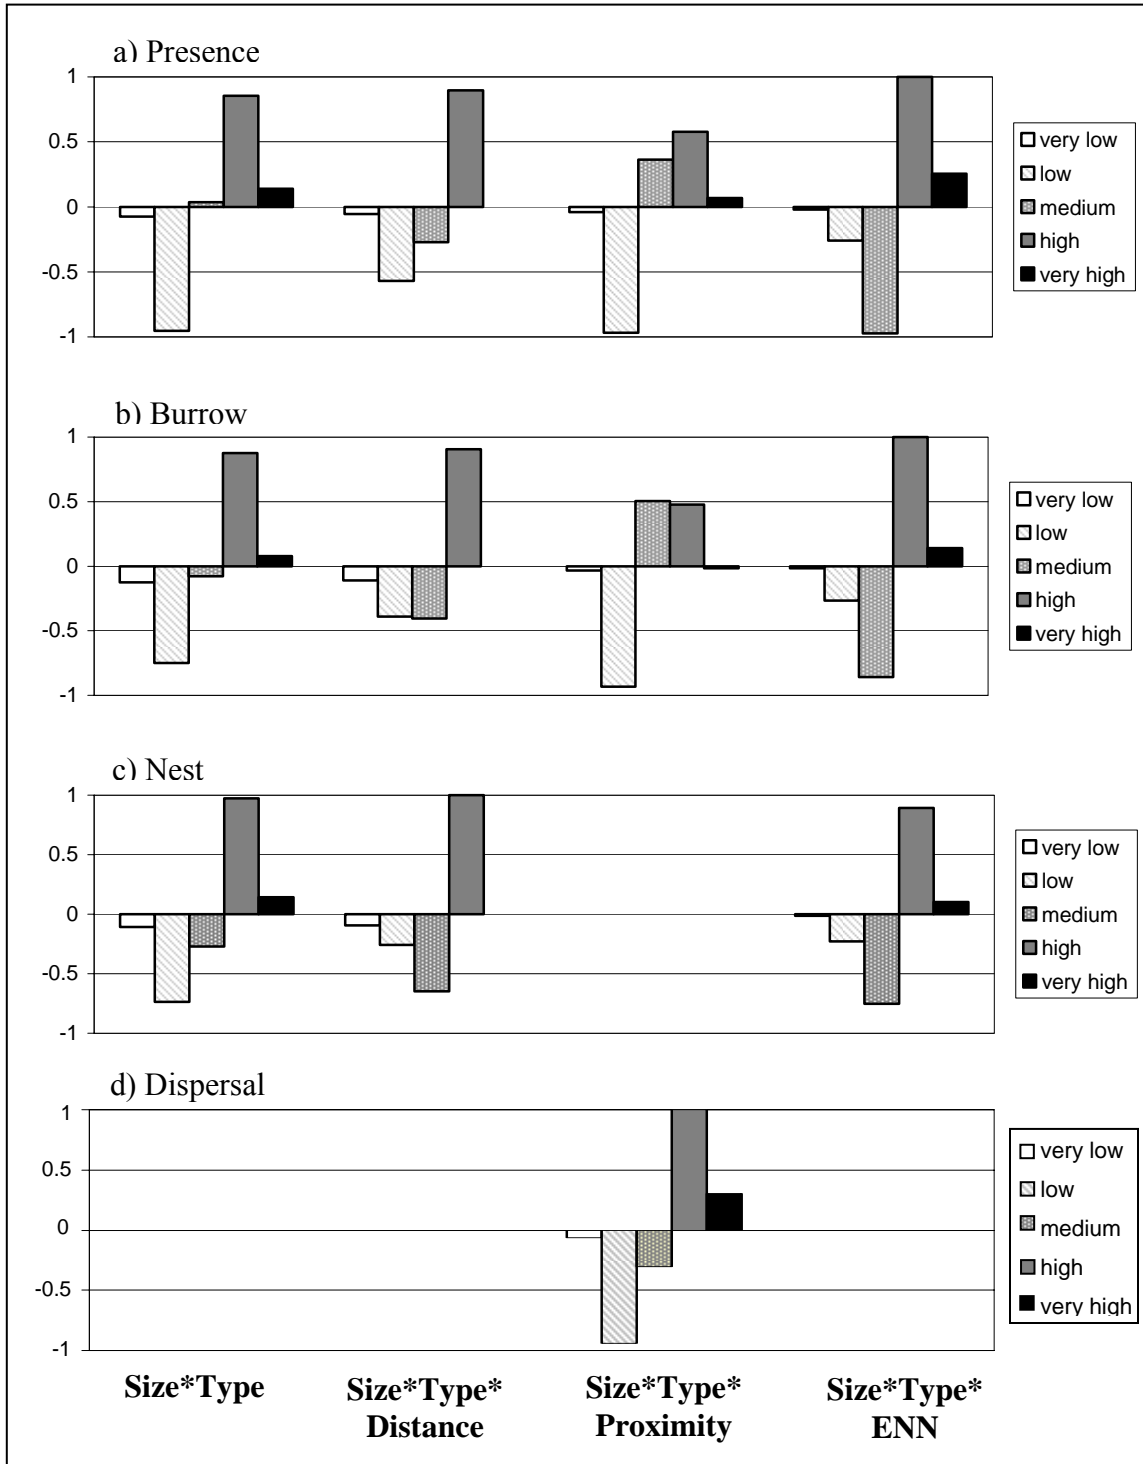 a) Presence
1
0.5
0
-0.5
-1
very low
low
medium
high
very high
b) Burrow
1
0.5
0
-0.5
-1
very low
low
medium
high
very high
c) Nest
1
0.5
0
-0.5
-1
very low
low
medium
high
very high
d) Dispersal
1
0.5
0
-0.5
-1
very low
low
medium
high
very high
Size*Type
Size*Type*
Distance
Size*Type*
Proximity
Size*Type*
ENN